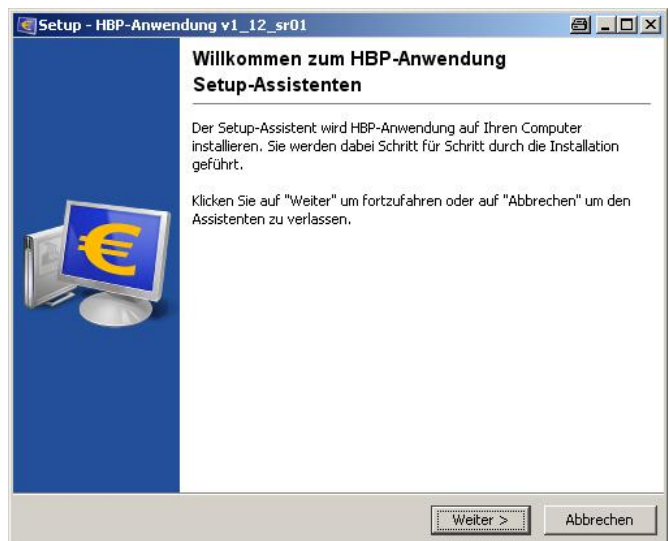 Setup - HBP-Anwendung v1_12_sr01
Willkommen zum HBP-Anwendung
Setup-Assistenten
Der Setup-Assistent wird HBP-Anwendung auf Ihren Computer
installieren. Sie werden dabei Schritt für Schritt durch die Installation
geführt.
Klicken Sie auf "Weiter" um fortzufahren oder auf "Abbrechen" um den
Assistenten zu verlassen.
€
Weiter >
Abbrechen